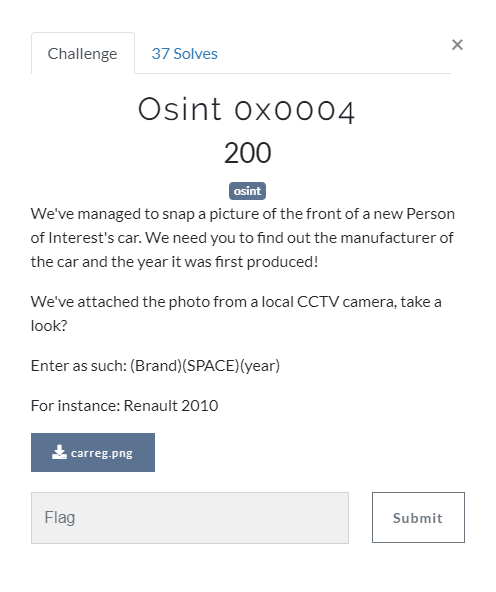 Challenge
37 Solves
×
Osint 0x0004
200
osint
We've managed to snap a picture of the front of a new Person
of Interest's car. We need you to find out the manufacturer of
the car and the year it was first produced!
We've attached the photo from a local CCTV camera, take a
look?
Enter as such: (Brand)(SPACE)(year)
For instance: Renault 2010
carreg.png
Flag
Submit